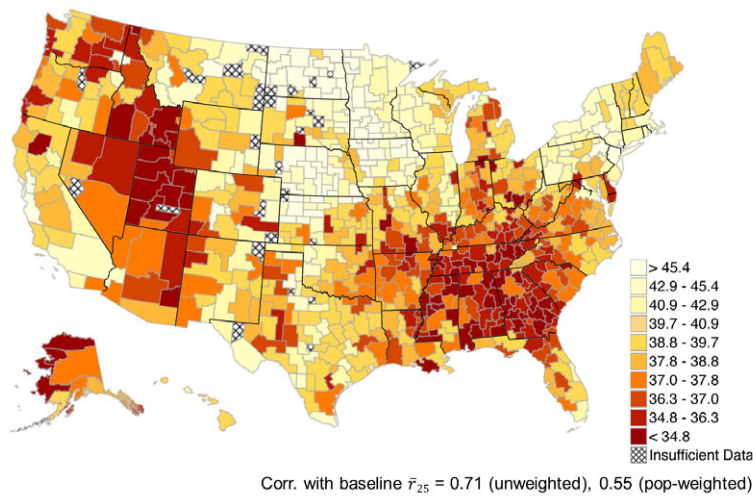 > 45.4
42.9 - 45.4
40.9 - 42.9
39.7 - 40.9
38.8 - 39.7
37.8 - 38.8
37.0 - 37.8
36.3 - 37.0
34.8 - 36.3
< 34.8
Insufficient Data
Corr. with baseline r̄₂₅ = 0.71 (unweighted), 0.55 (pop-weighted)